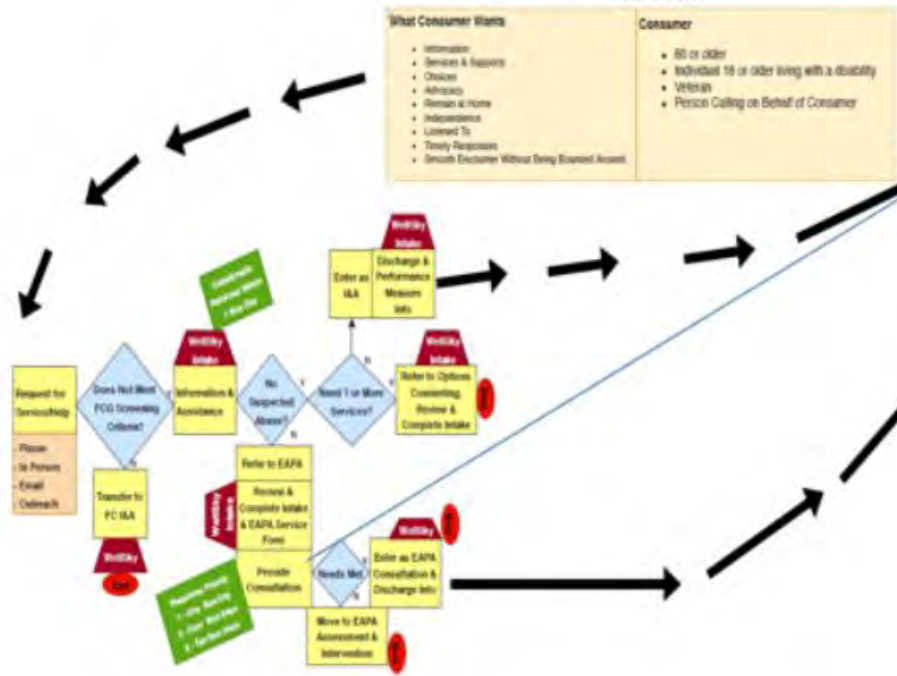 What Consumer Wants
• Information
• Services & Supports
• Choices
• Advocacy
• Remain at Home
• Independence
• Listened To
• Timely Responses
• Smooth Encounter Without Being Bounced Around
Consumer
• 60 or older
• Individual 18 or older living with a disability
• Veteran
• Person Calling on Behalf of Consumer
Request for
Service/Help
- Phone
- In Person
- Email
Outreach
Does Not Meet
Screening
Criteria?
N
Transfer to
FC I&A
WellSky
End
WellSky
Intake
Information &
Assistance
No
Suspected
Abuse?
Y
N
Need 1 or More
Services?
N
Y
Enter as
I&A
WellSky
Intake
Discharge &
Performance
Measure
Info
WellSky
Intake
Refer to Options
Counseling,
Review &
Complete Intake
Refer to EAPA
WellSky
Intake
Review &
Complete Intake
& EAPA Service
Form
Provide
Consultation
Needs Met
N
WellSky
Enter as EAPA
Consultation &
Discharge Info
Move to EAPA
Assessment &
Intervention